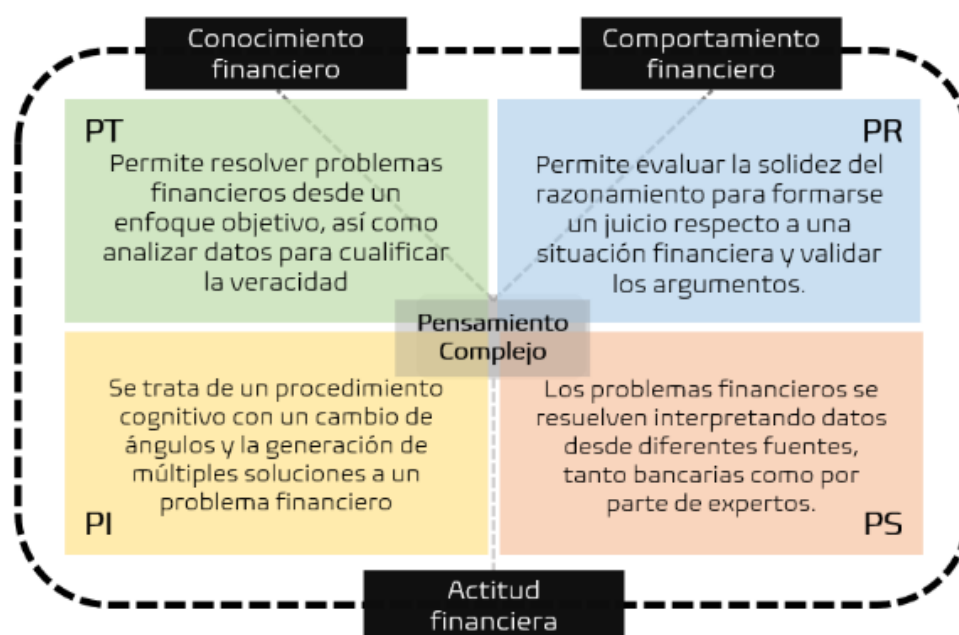 Conocimiento
financiero
Comportamiento
financiero
PT
Permite resolver problemas
financieros desde un
enfoque objetivo, así como
analizar datos para cualificar
la veracidad
PR
Permite evaluar la solidez del
razonamiento para formarse
un juicio respecto a una
situación financiera y validar
los argumentos.
Pensamiento
Complejo
Se trata de un procedimiento
cognitivo con un cambio de
ángulos y la generación de
múltiples soluciones a un
problema financiero
PI
Los problemas financieros se
resuelven interpretando datos
desde diferentes fuentes,
tanto bancarias como por
parte de expertos.
PS
Actitud
financiera